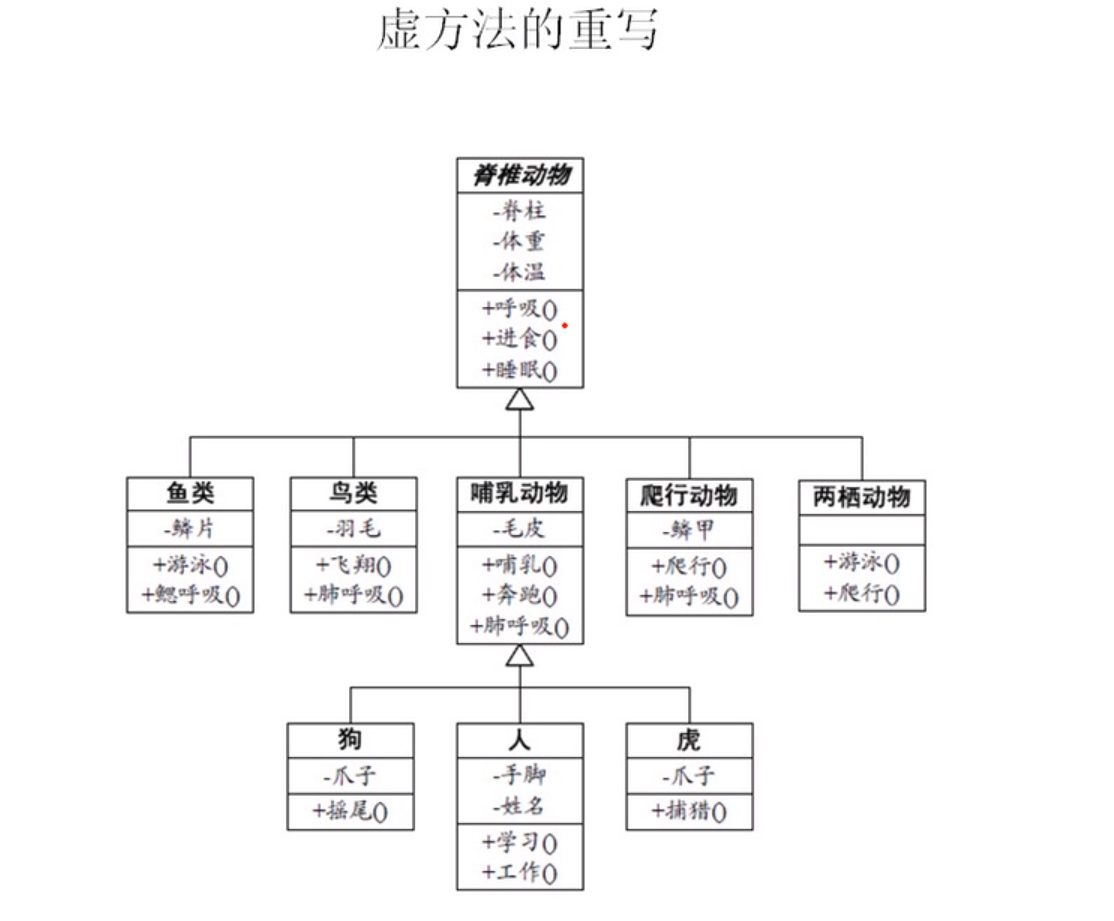 虚方法的重写
脊椎动物
-脊柱
-体重
-体温
+呼吸()
+进食()
+睡眠()
鱼类
-鳞片
+游泳()
+鳃呼吸()
鸟类
-羽毛
+飞翔()
+肺呼吸()
哺乳动物
-毛皮
+哺乳()
+奔跑()
+肺呼吸()
爬行动物
-鳞甲
+爬行()
+肺呼吸()
两栖动物
+游泳()
+爬行()
狗
-爪子
+摇尾()
人
-手脚
-姓名
+学习()
+工作()
虎
-爪子
+捕猎()